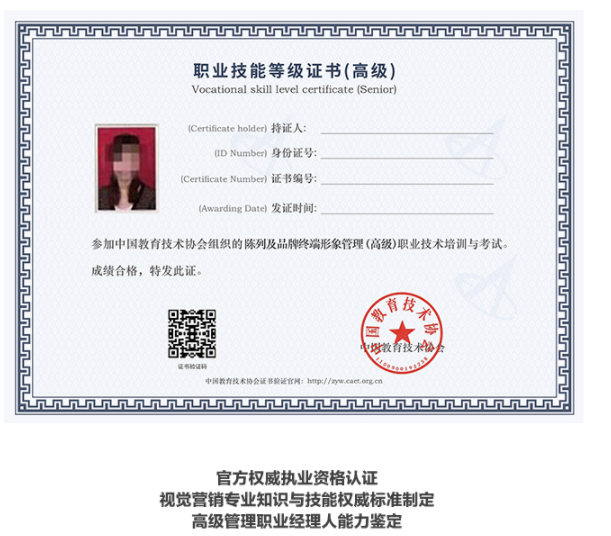 职业技能等级证书(高级)
Vocational skill level certificate (Senior)
(Certificate holder) 持证人:
(ID Number) 身份证号:
(Certificate Number) 证书编号:
(Awarding Date) 发证时间:
参加中国教育技术协会组织的陈列及品牌终端形象管理(高级)职业技术培训与考试。
成绩合格，特发此证。
中国教育技术协会
中国教育技术协会
证书验证码
中国教育技术协会证书验证官网：http://zyw.caet.org.cn
官方权威执业资格认证
视觉营销专业知识与技能权威标准制定
高级管理职业经理人能力鉴定